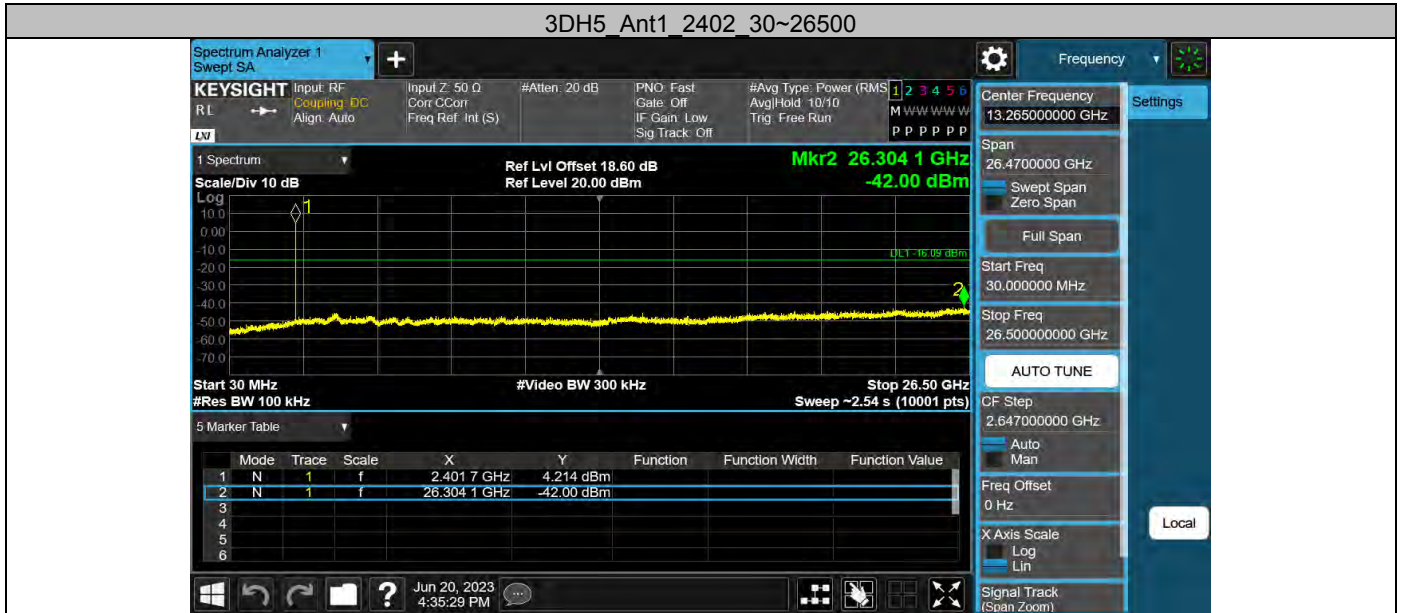 3DH5_Ant1_2402_30~26500
Spectrum Analyzer 1
Swept SA
+
Frequency
KEYSIGHT
RL
LXI
Input: RF
Coupling: DC
Align: Auto
Input Z: 50 Ω
Corr CCorr
Freq Ref: Int (S)
#Atten: 20 dB
PNO: Fast
Gate: Off
IF Gain: Low
Sig Track: Off
#Avg Type: Power (RMS
Avg|Hold: 10/10
Trig: Free Run
1 2 3 4 5 6
M W W W W W
P P P P P P
1 Spectrum
Scale/Div 10 dB
Ref Lvl Offset 18.60 dB
Ref Level 20.00 dBm
Mkr2 26.304 1 GHz
-42.00 dBm
Log
10.0
0.00
-10.0
-20.0
-30.0
-40.0
-50.0
-60.0
-70.0
1
DL1 -16.09 dBm
2
Start 30 MHz
#Res BW 100 kHz
#Video BW 300 kHz
Stop 26.50 GHz
Sweep ~2.54 s (10001 pts)
5 Marker Table
Mode Trace Scale X Y Function Function Width Function Value
1 N 1 f 2.401 7 GHz 4.214 dBm
2 N 1 f 26.304 1 GHz -42.00 dBm
3
4
5
6
?
Jun 20, 2023
4:35:29 PM
Center Frequency
13.265000000 GHz
Span
26.4700000 GHz
Swept Span
Zero Span
Full Span
Start Freq
30.000000 MHz
Stop Freq
26.500000000 GHz
AUTO TUNE
CF Step
2.647000000 GHz
Auto
Man
Freq Offset
0 Hz
X Axis Scale
Log
Lin
Signal Track
(Span Zoom)
Settings
Local